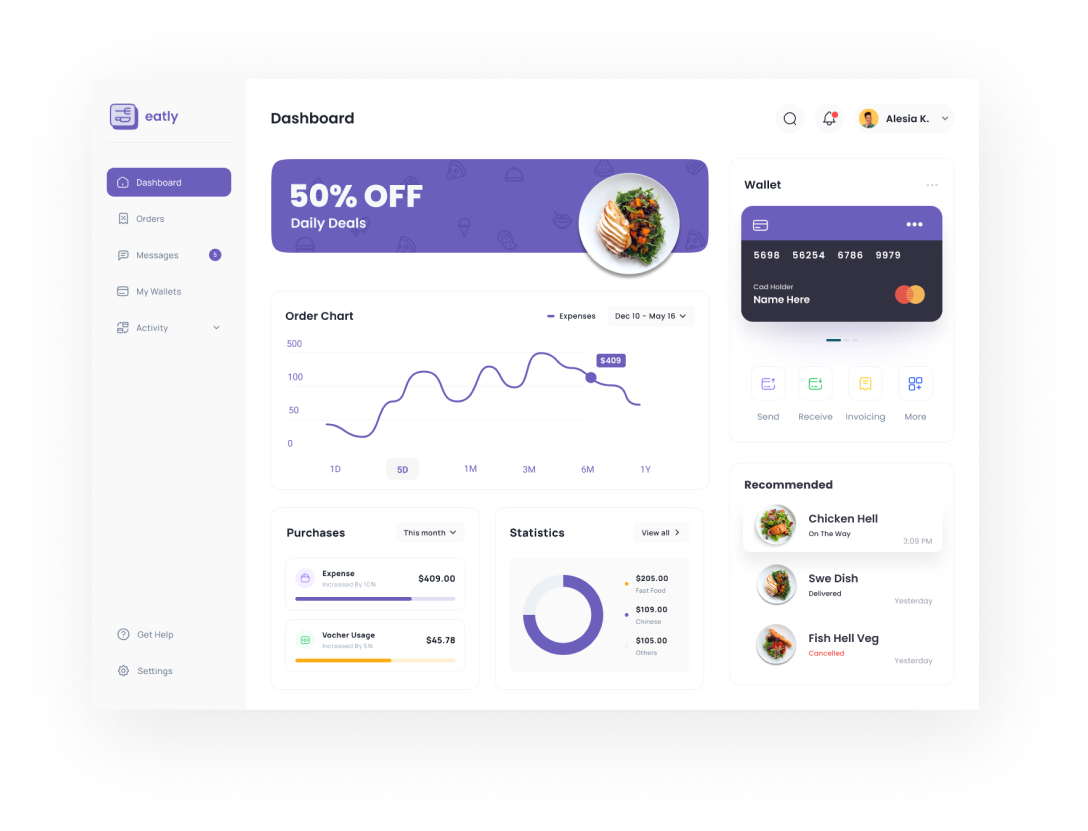 eatly
Dashboard
Orders
Messages 5
My Wallets
Activity
Get Help
Settings
Dashboard
Alesia K.
50% OFF
Daily Deals
Order Chart
Expenses
Dec 10 - May 16
500
100
50
0
$409
1D 5D 1M 3M 6M 1Y
Purchases
This month
Expense
Increased By 10%
$409.00
Vocher Usage
Increased By 5%
$45.78
Statistics
View all
$205.00
Fast Food
$109.00
Chinese
$105.00
Others
Wallet
5698 56254 6786 9979
Cad Holder
Name Here
Send Receive Invoicing More
Recommended
Chicken Hell
On The Way
3:09 PM
Swe Dish
Delivered
Yesterday
Fish Hell Veg
Cancelled
Yesterday